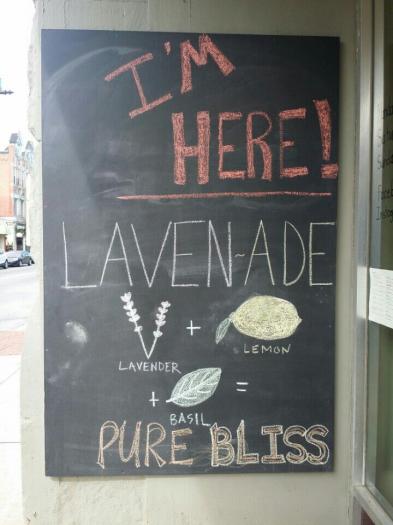 I'M
HERE!
LAVEN-ADE
+
LAVENDER LEMON
+ =
BASIL
PURE BLISS